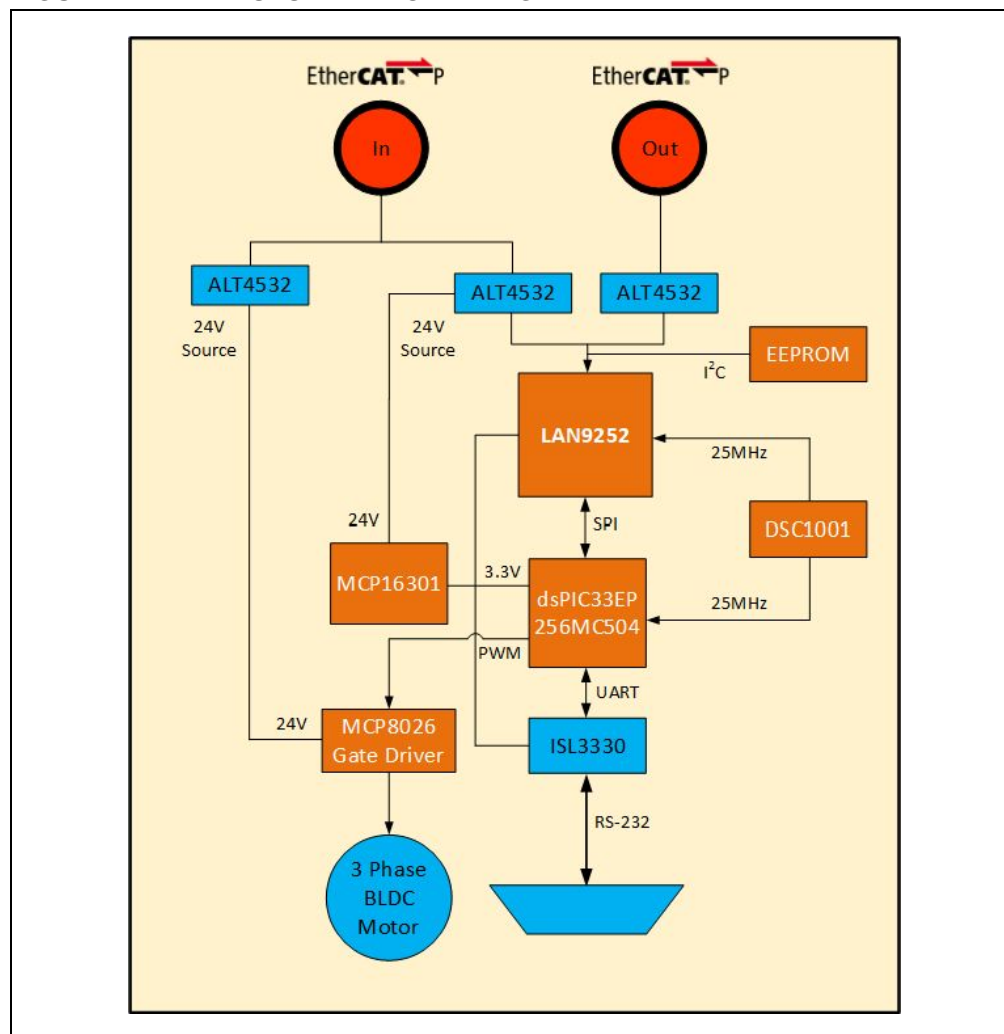 EtherCAT. P
EtherCAT. P
In
Out
ALT4532
ALT4532
ALT4532
24V
Source
24V
Source
EEPROM
I²C
LAN9252
25MHz
24V
SPI
DSC1001
MCP16301
3.3V
dsPIC33EP
256MC504
25MHz
PWM
UART
24V
MCP8026
Gate Driver
ISL3330
RS-232
3 Phase
BLDC
Motor